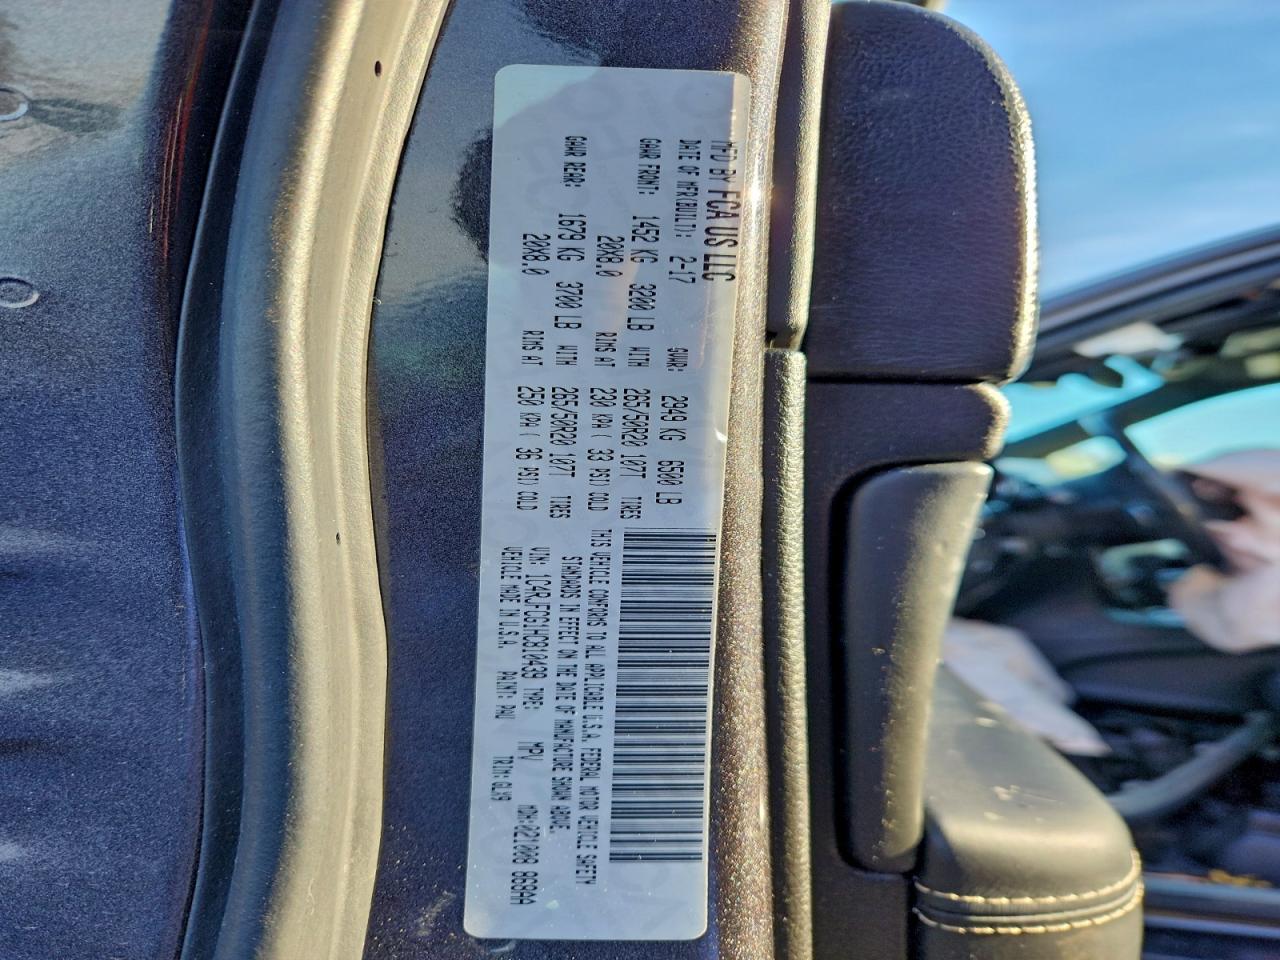 MFD BY FCA US LLC
DATE OF MFR(BUILT): 2-17 GVWR: 2949 KG 6500 LB
GAWR FRONT: 1452 KG 3200 LB WITH 265/50R20 107T TIRES
20X8.0 RIMS AT 230 KPA( 33 PSI) COLD
GAWR REAR: 1679 KG 3700 LB WITH 265/50R20 107T TIRES
20X8.0 RIMS AT 250 KPA( 36 PSI) COLD
THIS VEHICLE CONFORMS TO ALL APPLICABLE U.S.A. FEDERAL MOTOR VEHICLE SAFETY
STANDARDS IN EFFECT ON THE DATE OF MANUFACTURE SHOWN ABOVE.
VIN: 1C4RJFCG1HC810439 TYPE: MPV MDH:021008 868AA
VEHICLE MADE IN U.S.A. PAINT: PAU TRIM:GLX9